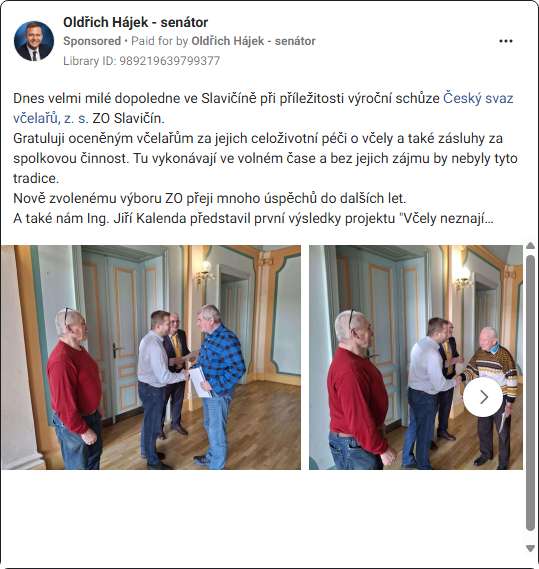 Oldřich Hájek - senátor
Sponsored • Paid for by Oldřich Hájek - senátor
Library ID: 989219639799377
Dnes velmi milé dopoledne ve Slavičíně při příležitosti výroční schůze Český svaz
včelařů, z. s. ZO Slavičín.
Gratuluji oceněným včelařům za jejich celoživotní péči o včely a také zásluhy za
spolkovou činnost. Tu vykonávají ve volném čase a bez jejich zájmu by nebyly tyto
tradice.
Nově zvolenému výboru ZO přeji mnoho úspěchů do dalších let.
A také nám Ing. Jiří Kalenda představil první výsledky projektu "Včely neznají...